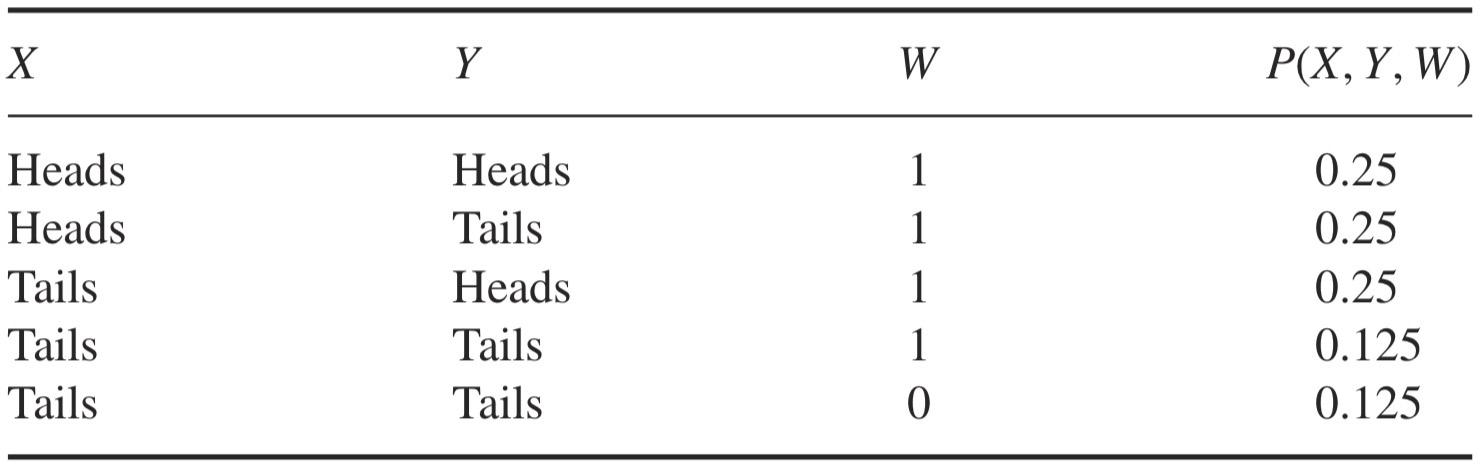 X Y W P(X, Y, W)
Heads Heads 1 0.25
Heads Tails 1 0.25
Tails Heads 1 0.25
Tails Tails 1 0.125
Tails Tails 0 0.125